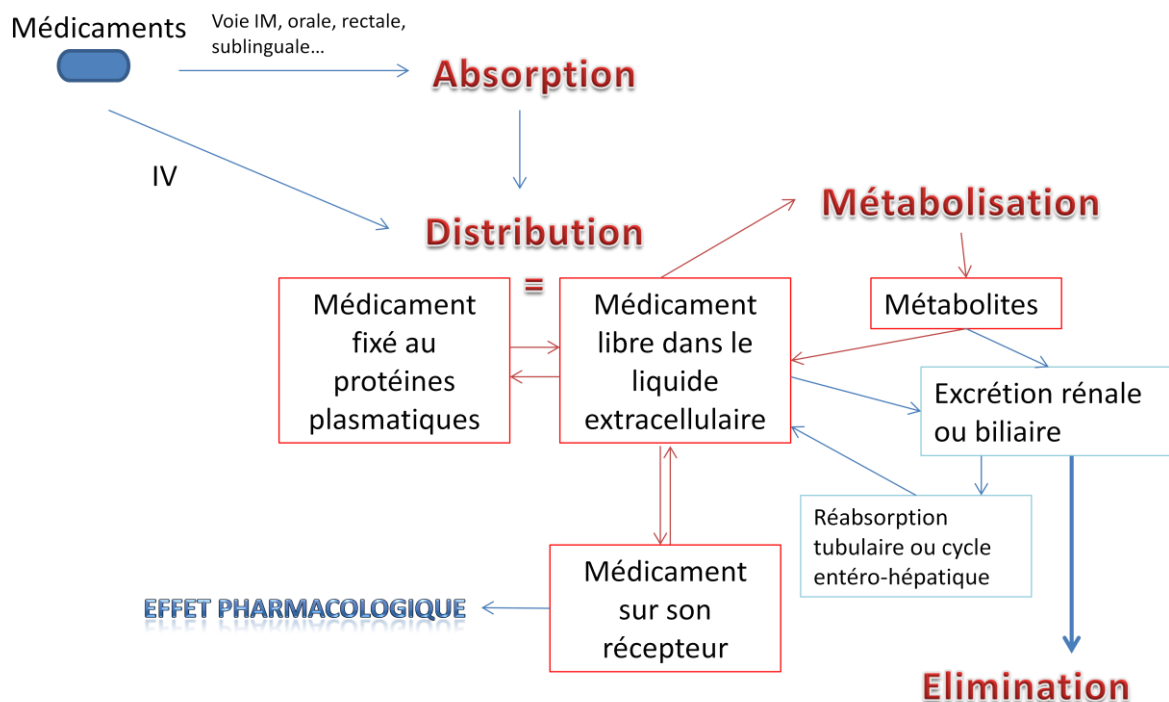 Médicaments
Voie IM, orale, rectale,
sublinguale…
Absorption
IV
Distribution
=
Métabolisation
Médicament
fixé au
protéines
plasmatiques
Médicament
libre dans le
liquide
extracellulaire
Métabolites
Excrétion rénale
ou biliaire
Réabsorption
tubulaire ou cycle
entéro-hépatique
Médicament
sur son
récepteur
EFFET PHARMACOLOGIQUE
Elimination